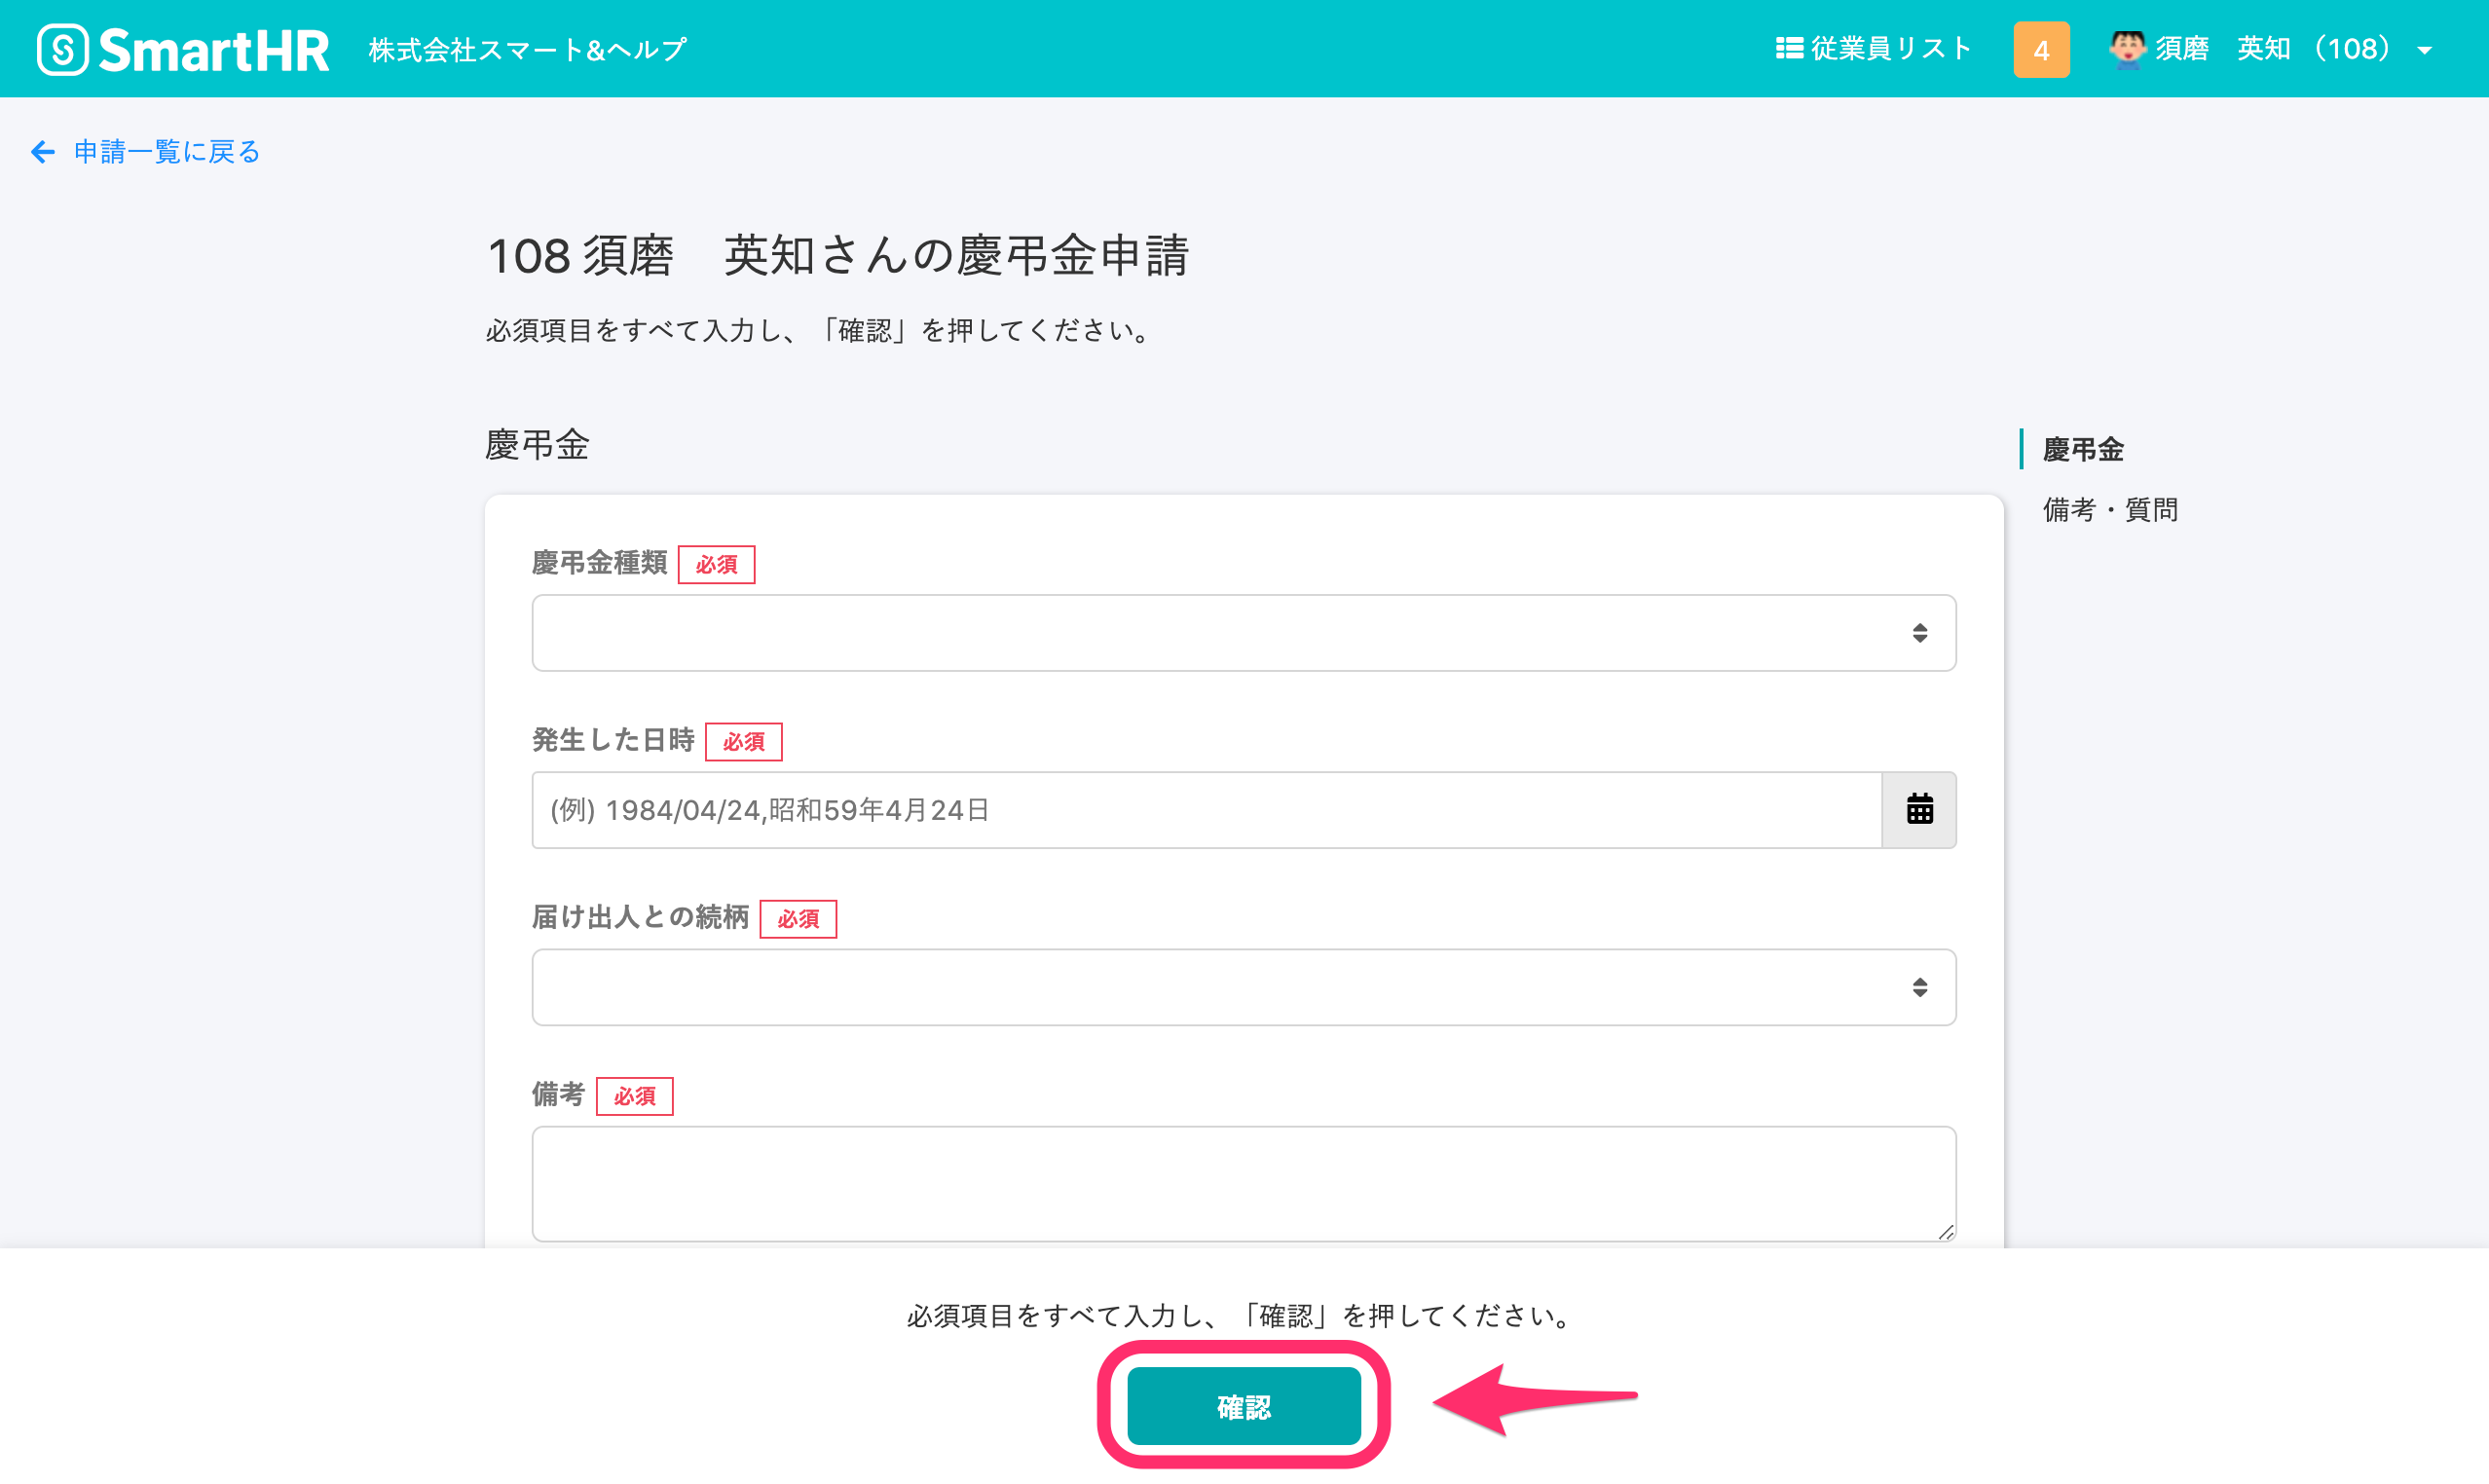 SmartHR 株式会社スマート&ヘルプ 従業員リスト 4 須磨　英知 （108）
申請一覧に戻る
108 須磨　英知さんの慶弔金申請
必須項目をすべて入力し、「確認」を押してください。
慶弔金
慶弔金
備考・質問
慶弔金種類 必須
発生した日時 必須
(例) 1984/04/24,昭和59年4月24日
届け出人との続柄 必須
備考 必須
必須項目をすべて入力し、「確認」を押してください。
確認